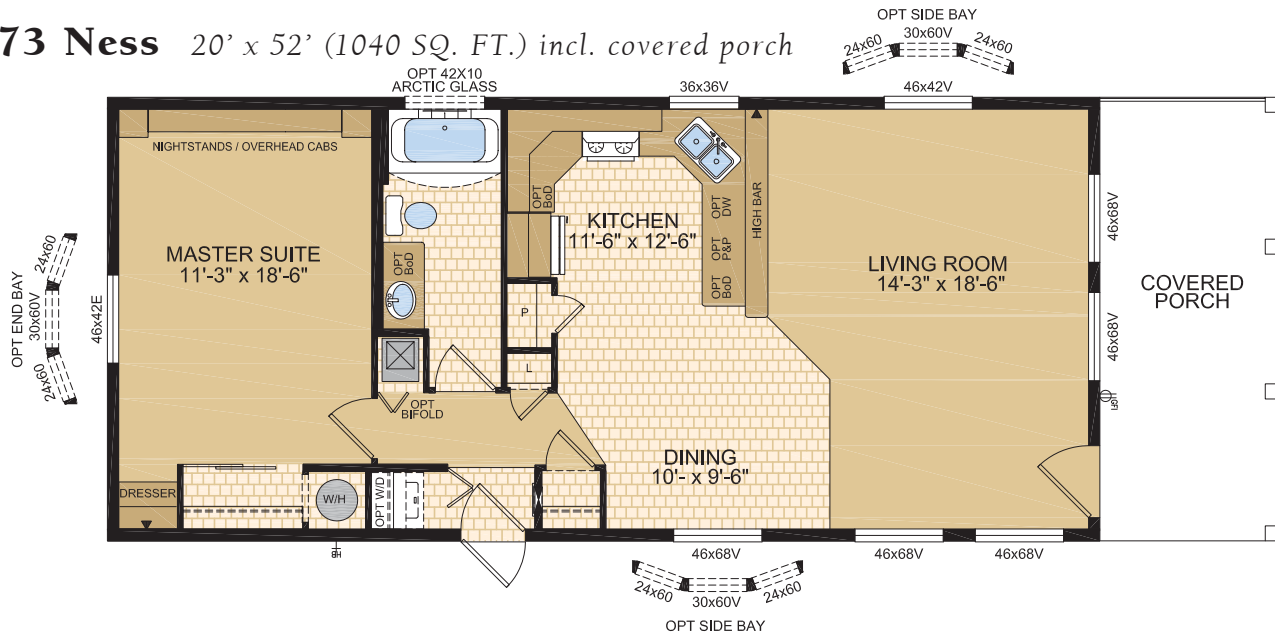 73 Ness 20' x 52' (1040 SQ. FT.) incl. covered porch
OPT SIDE BAY
24x60
30x60V
24x60
OPT 42X10
ARCTIC GLASS
36x36V
46x42V
NIGHTSTANDS / OVERHEAD CABS
OPT
BoD
KITCHEN
11'-6" x 12'-6"
OPT
DW
OPT
P&P
OPT
BoD
HIGH BAR
46x68V
MASTER SUITE
11'-3" x 18'-6"
OPT
BoD
LIVING ROOM
14'-3" x 18'-6"
COVERED
PORCH
OPT END BAY
24x60
30x60V
24x60
46x42E
P
L
46x68V
GFI
OPT
BIFOLD
DINING
10'- x 9'-6"
DRESSER
W/H
OPT W/D
HB
46x68V
46x68V
46x68V
24x60
30x60V
24x60
OPT SIDE BAY